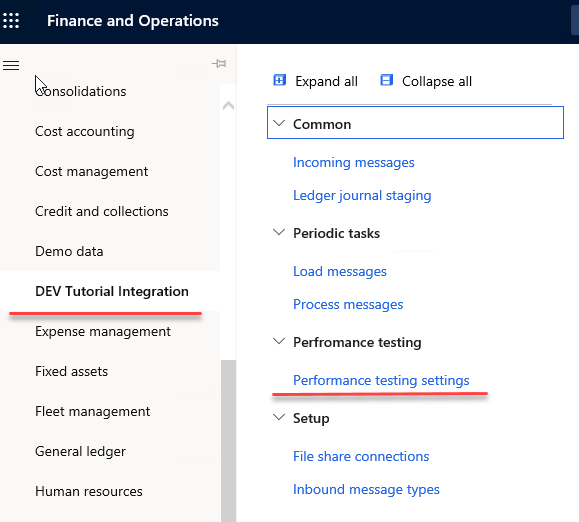 Finance and Operations
Consolidations
Cost accounting
Cost management
Credit and collections
Demo data
DEV Tutorial Integration
Expense management
Fixed assets
Fleet management
General ledger
Human resources
Expand all
Collapse all
Common
Incoming messages
Ledger journal staging
Periodic tasks
Load messages
Process messages
Perfromance testing
Performance testing settings
Setup
File share connections
Inbound message types